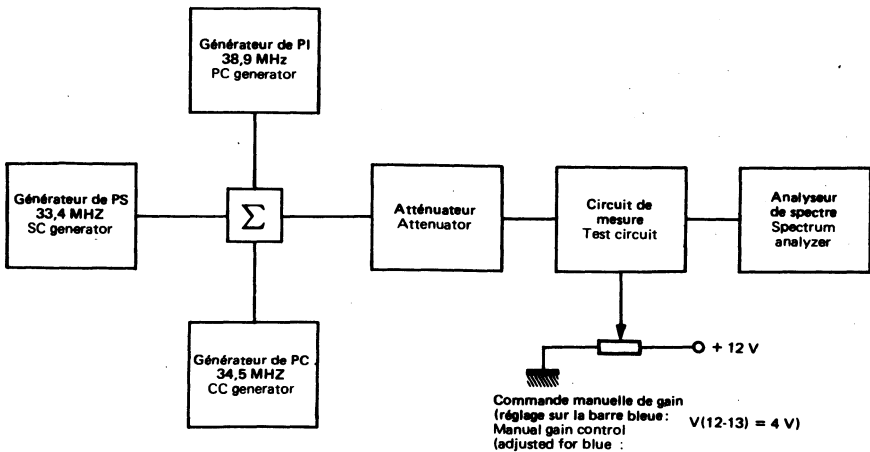 Générateur de PI
38,9 MHz
PC generator
Générateur de PS
33,4 MHZ
SC generator
Σ
Atténuateur
Attenuator
Circuit de
mesure
Test circuit
Analyseur
de spectre
Spectrum
analyzer
Générateur de PC
34,5 MHZ
CC generator
+ 12 V
Commande manuelle de gain
(réglage sur la barre bleue :
Manual gain control
(adjusted for blue :
V(12-13) = 4 V)